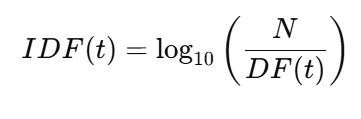 IDF(t) = log₁₀ (N / DF(t))